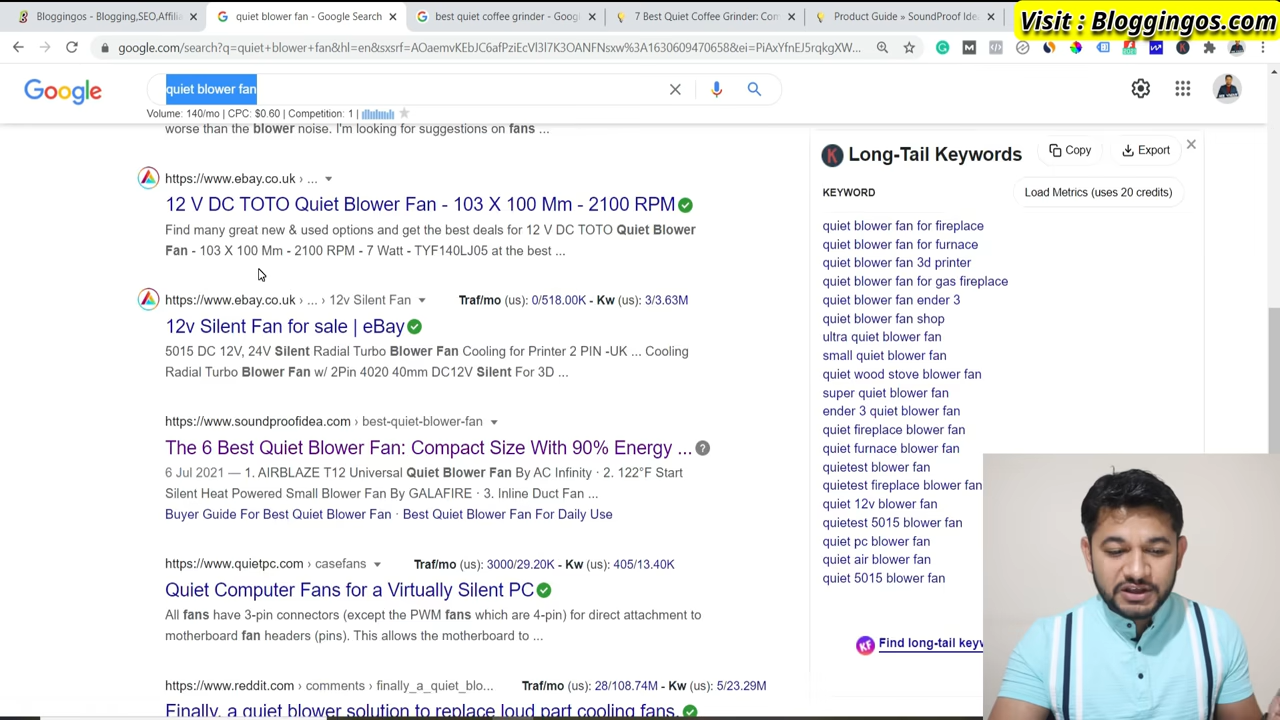 Bloggingos - Blogging,SEO,Affilia
quiet blower fan - Google Search
best quiet coffee grinder - Googl
7 Best Quiet Coffee Grinder: Com
Product Guide » SoundProof Ide
Visit : Bloggingos.com
google.com/search?q=quiet+blower+fan&hl=en&sxsrf=AOaemvKEbJC6afPziEcVl3l7K3OANFNsxw%3A1630609470658&ei=PiAxYfnEJ5rqkgXW...
Google
quiet blower fan
Volume: 140/mo | CPC: $0.60 | Competition: 1 |
worse than the blower noise. I'm looking for suggestions on fans ...
https://www.ebay.co.uk › ...
12 V DC TOTO Quiet Blower Fan - 103 X 100 Mm - 2100 RPM
Find many great new & used options and get the best deals for 12 V DC TOTO Quiet Blower
Fan - 103 X 100 Mm - 2100 RPM - 7 Watt - TYF140LJ05 at the best ...
https://www.ebay.co.uk › ... › 12v Silent Fan
Traf/mo (us): 0/518.00K - Kw (us): 3/3.63M
12v Silent Fan for sale | eBay
5015 DC 12V, 24V Silent Radial Turbo Blower Fan Cooling for Printer 2 PIN -UK ... Cooling
Radial Turbo Blower Fan w/ 2Pin 4020 40mm DC12V Silent For 3D ...
https://www.soundproofidea.com › best-quiet-blower-fan
The 6 Best Quiet Blower Fan: Compact Size With 90% Energy ...
6 Jul 2021 — 1. AIRBLAZE T12 Universal Quiet Blower Fan By AC Infinity · 2. 122°F Start
Silent Heat Powered Small Blower Fan By GALAFIRE · 3. Inline Duct Fan ...
Buyer Guide For Best Quiet Blower Fan · Best Quiet Blower Fan For Daily Use
https://www.quietpc.com › casefans
Traf/mo (us): 3000/29.20K - Kw (us): 405/13.40K
Quiet Computer Fans for a Virtually Silent PC
All fans have 3-pin connectors (except the PWM fans which are 4-pin) for direct attachment to
motherboard fan headers (pins). This allows the motherboard to ...
https://www.reddit.com › comments › finally_a_quiet_blo...
Traf/mo (us): 28/108.74M - Kw (us): 5/23.29M
Finally, a quiet blower solution to replace loud part cooling fans.
Long-Tail Keywords
Copy
Export
KEYWORD
Load Metrics (uses 20 credits)
quiet blower fan for fireplace
quiet blower fan for furnace
quiet blower fan 3d printer
quiet blower fan for gas fireplace
quiet blower fan ender 3
quiet blower fan shop
ultra quiet blower fan
small quiet blower fan
quiet wood stove blower fan
super quiet blower fan
ender 3 quiet blower fan
quiet fireplace blower fan
quiet furnace blower fan
quietest blower fan
quietest fireplace blower fan
quiet 12v blower fan
quietest 5015 blower fan
quiet pc blower fan
quiet air blower fan
quiet 5015 blower fan
Find long-tail keyw